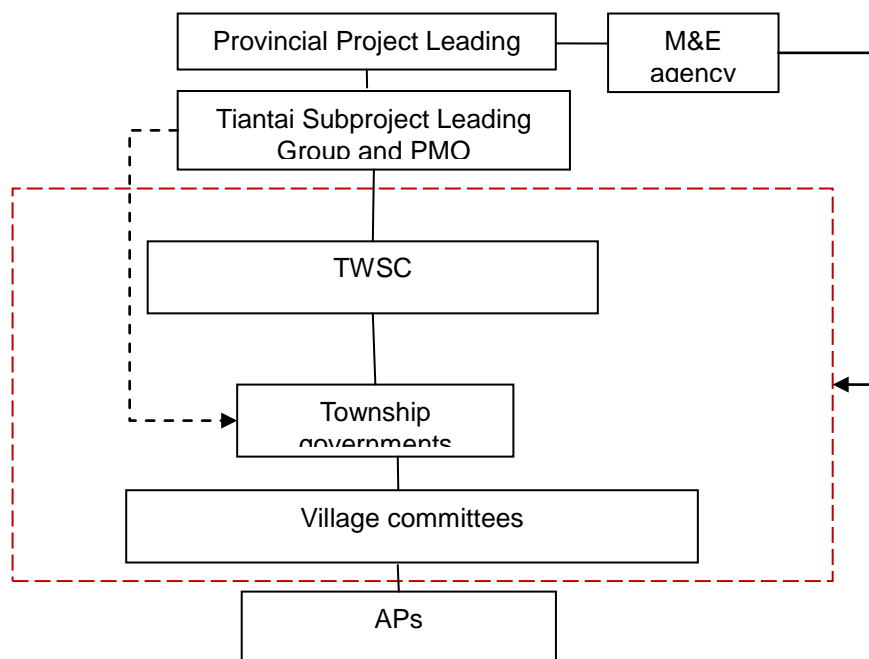 Provincial Project Leading
M&E
agency
Tiantai Subproject Leading
Group and PMO
TWSC
Township
governments
Village committees
APs